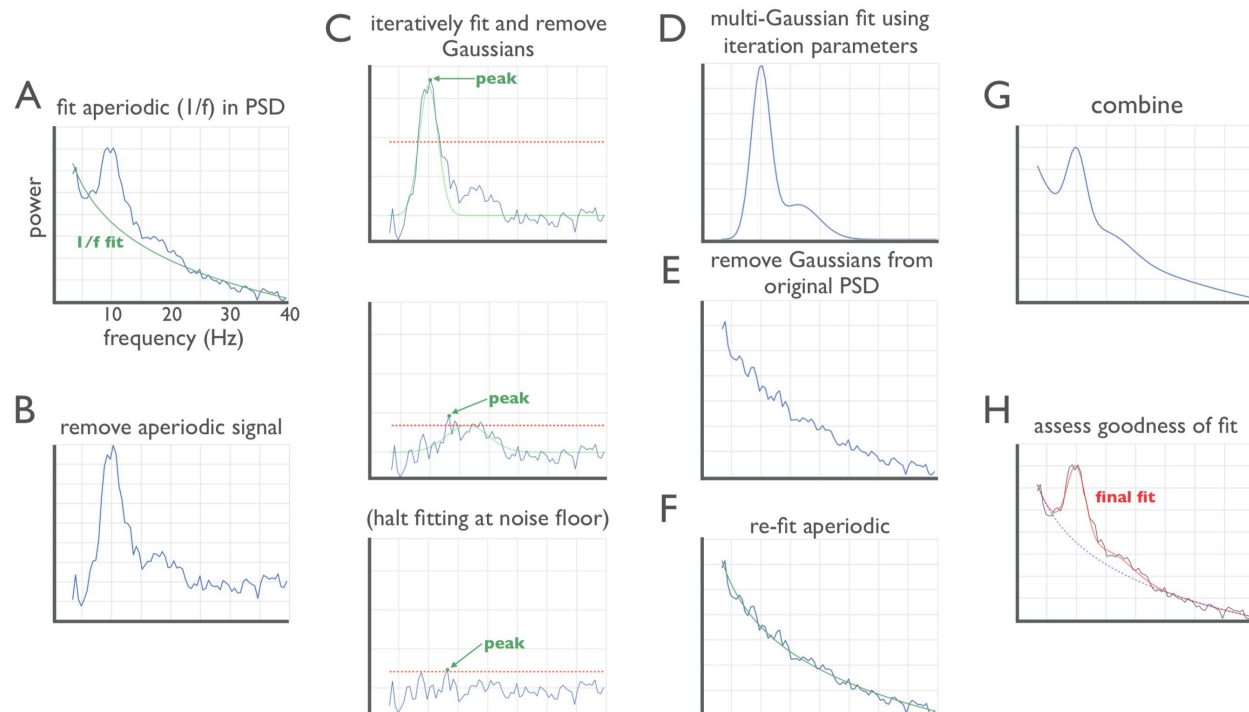 A
fit aperiodic (1/f) in PSD
power
1/f fit
10 20 30 40
frequency (Hz)
B
remove aperiodic signal
C
iteratively fit and remove
Gaussians
peak
peak
(halt fitting at noise floor)
peak
D
multi-Gaussian fit using
iteration parameters
E
remove Gaussians from
original PSD
F
re-fit aperiodic
G
combine
H
assess goodness of fit
final fit